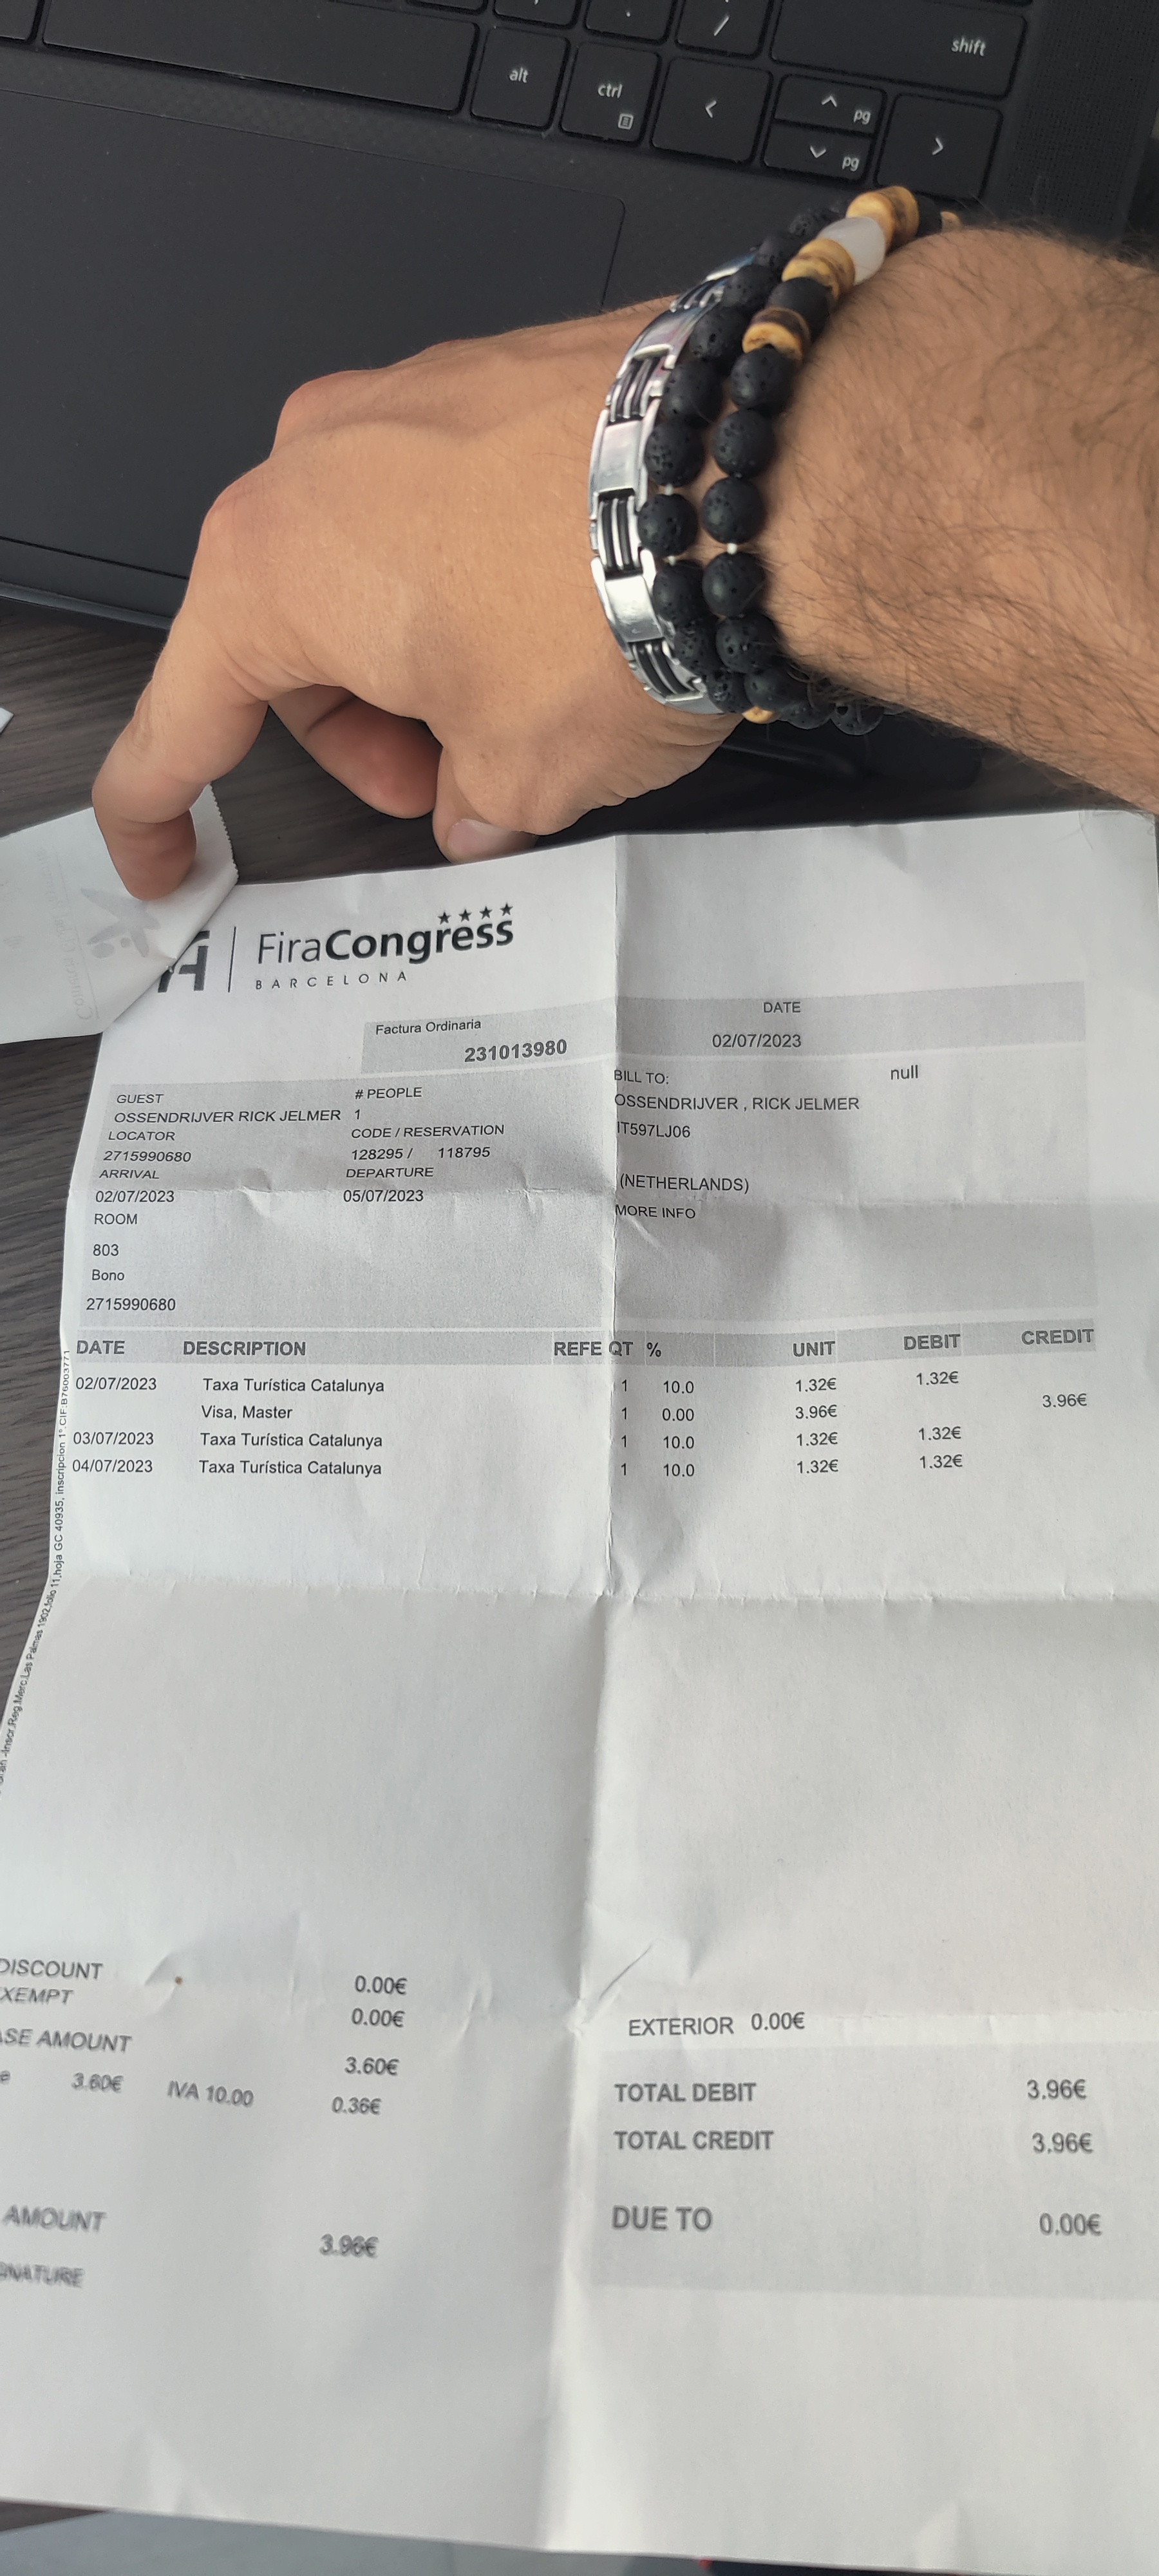 shift
alt
ctrl
pg
pg
FiraCongress
BARCELONA
Factura Ordinaria
231013980
DATE
02/07/2023
GUEST # PEOPLE
OSSENDRIJVER RICK JELMER 1
LOCATOR CODE / RESERVATION
2715990680 128295 / 118795
ARRIVAL DEPARTURE
02/07/2023 05/07/2023
ROOM
803
Bono
2715990680
BILL TO: null
OSSENDRIJVER , RICK JELMER
IT597LJ06
(NETHERLANDS)
MORE INFO
DATE DESCRIPTION REFE QT % UNIT DEBIT CREDIT
02/07/2023 Taxa Turística Catalunya 1 10.0 1.32€ 1.32€
Visa, Master 1 0.00 3.96€ 3.96€
03/07/2023 Taxa Turística Catalunya 1 10.0 1.32€ 1.32€
04/07/2023 Taxa Turística Catalunya 1 10.0 1.32€ 1.32€
Inscr.Reg.Merc.Las Palmas 1902,folio 11,hoja GC 40935, inscripcion 1ª CIF:B76003771
DISCOUNT 0.00€
EXEMPT 0.00€
BASE AMOUNT 3.60€
3.60€ IVA 10.00 0.36€
AMOUNT 3.96€
SIGNATURE
EXTERIOR 0.00€
TOTAL DEBIT 3.96€
TOTAL CREDIT 3.96€
DUE TO 0.00€